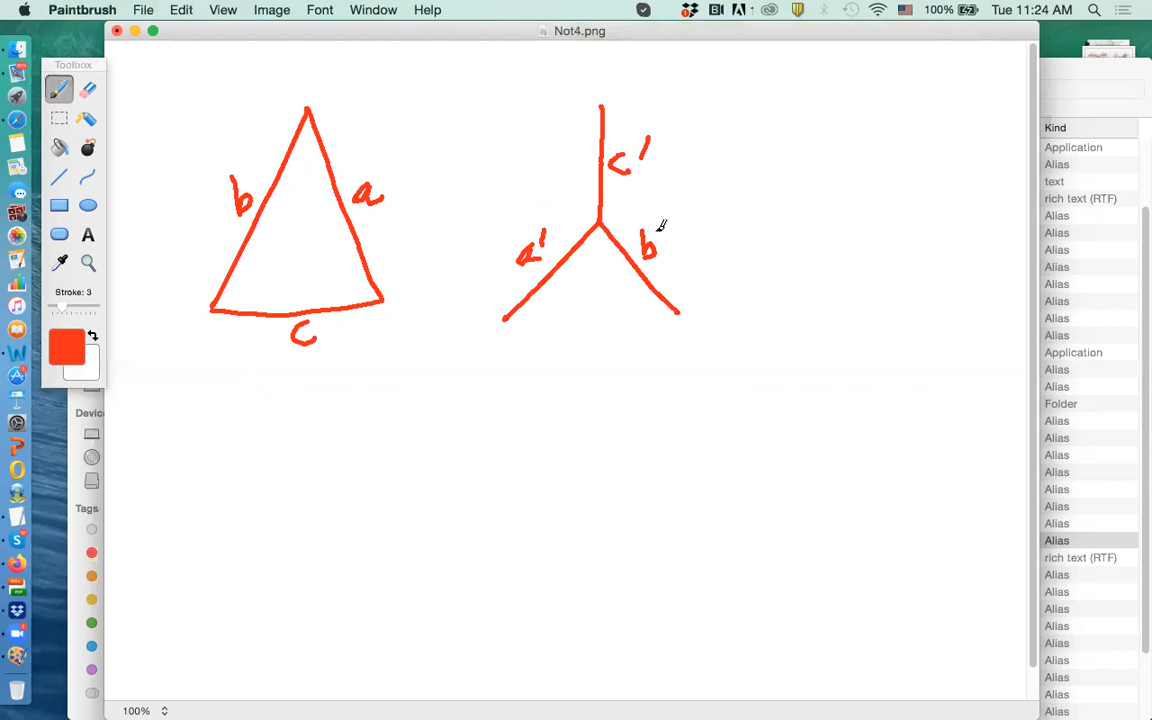 Paintbrush File Edit View Image Font Window Help 100% Tue 11:24 AM
Not4.png
Toolbox
Stroke: 3
b
a
c
c'
a'
b
Device
Tags
Kind
Application
Alias
text
rich text (RTF)
Alias
Alias
Alias
Alias
Alias
Alias
Alias
Alias
Application
Alias
Alias
Folder
Alias
Alias
Alias
Alias
Alias
Alias
Alias
Alias
rich text (RTF)
Alias
Alias
Alias
Alias
Alias
Alias
Alias
Alias
Alias
100%